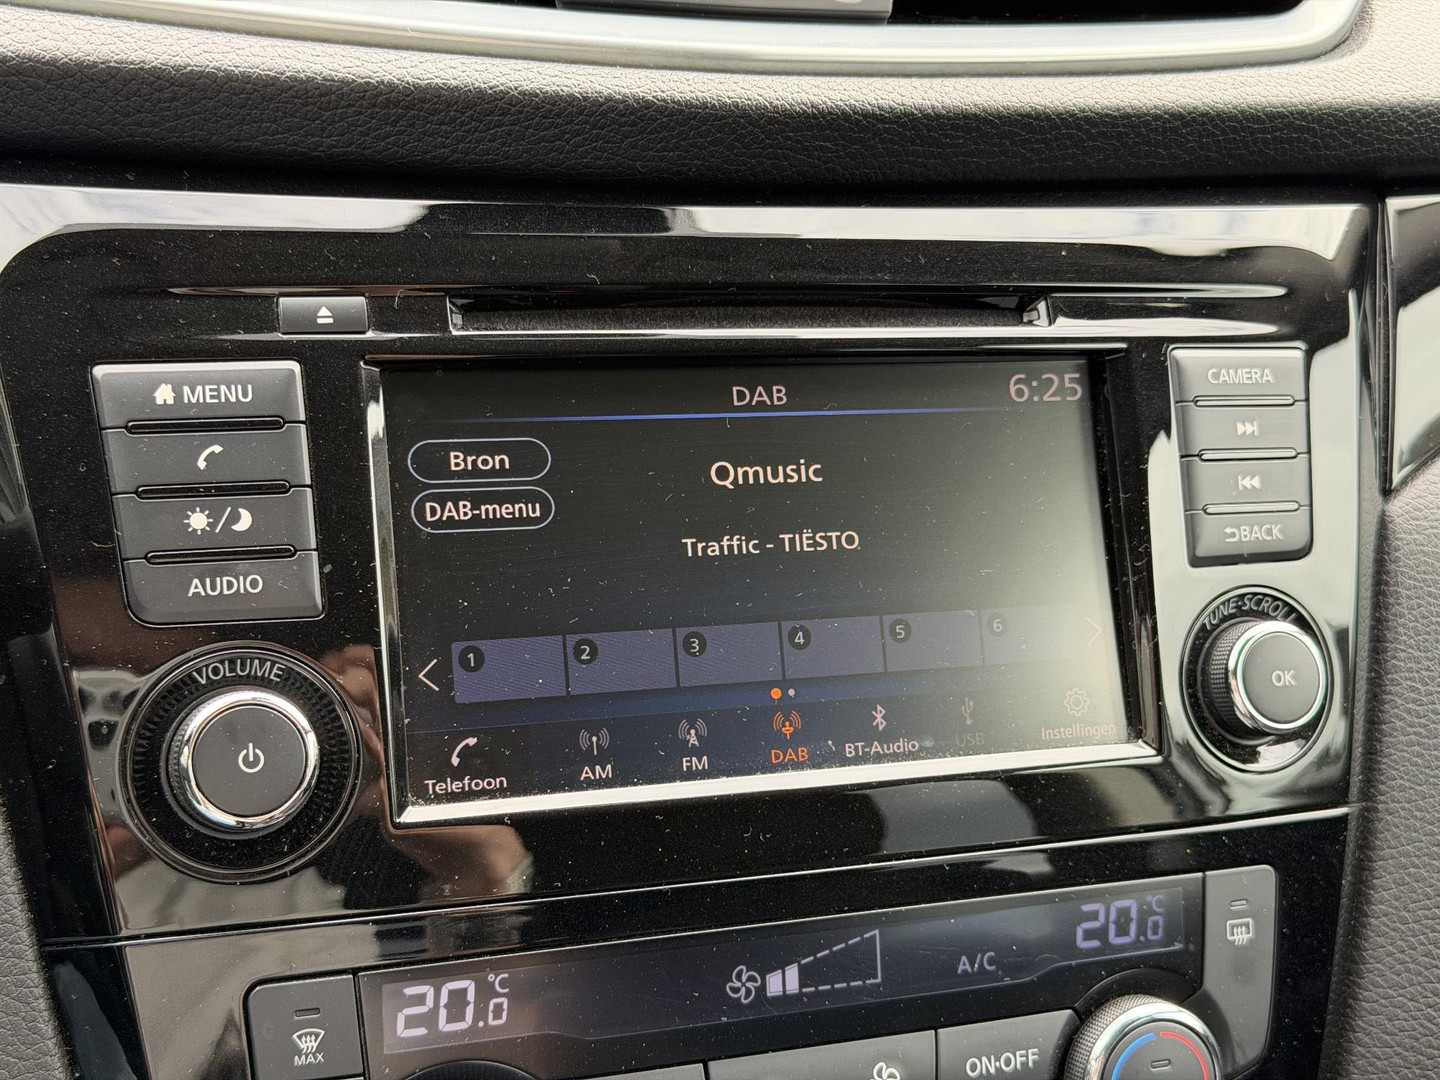 MENU
AUDIO
VOLUME
DAB
6:25
Bron
DAB-menu
Qmusic
Traffic - TIËSTO
1
2
3
4
5
6
Telefoon
AM
FM
DAB
BT-Audio
USB
Instellingen
CAMERA
BACK
TUNE·SCROLL
OK
20.0 °C
A/C
20.0 °C
MAX
ON·OFF